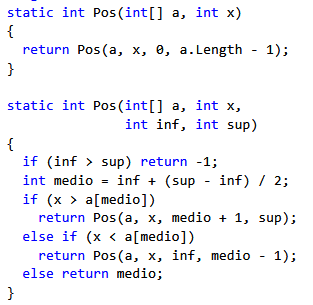 static int Pos(int[] a, int x)
{
  return Pos(a, x, 0, a.Length - 1);
}

static int Pos(int[] a, int x,
               int inf, int sup)
{
  if (inf > sup) return -1;
  int medio = inf + (sup - inf) / 2;
  if (x > a[medio])
    return Pos(a, x, medio + 1, sup);
  else if (x < a[medio])
    return Pos(a, x, inf, medio - 1);
  else return medio;
}